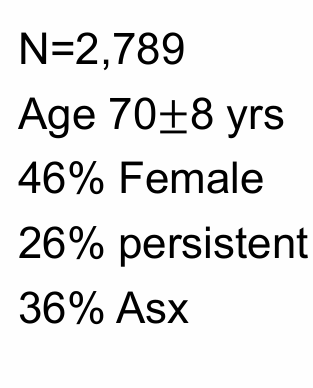 N=2,789
Age 70±8 yrs
46% Female
26% persistent
36% Asx